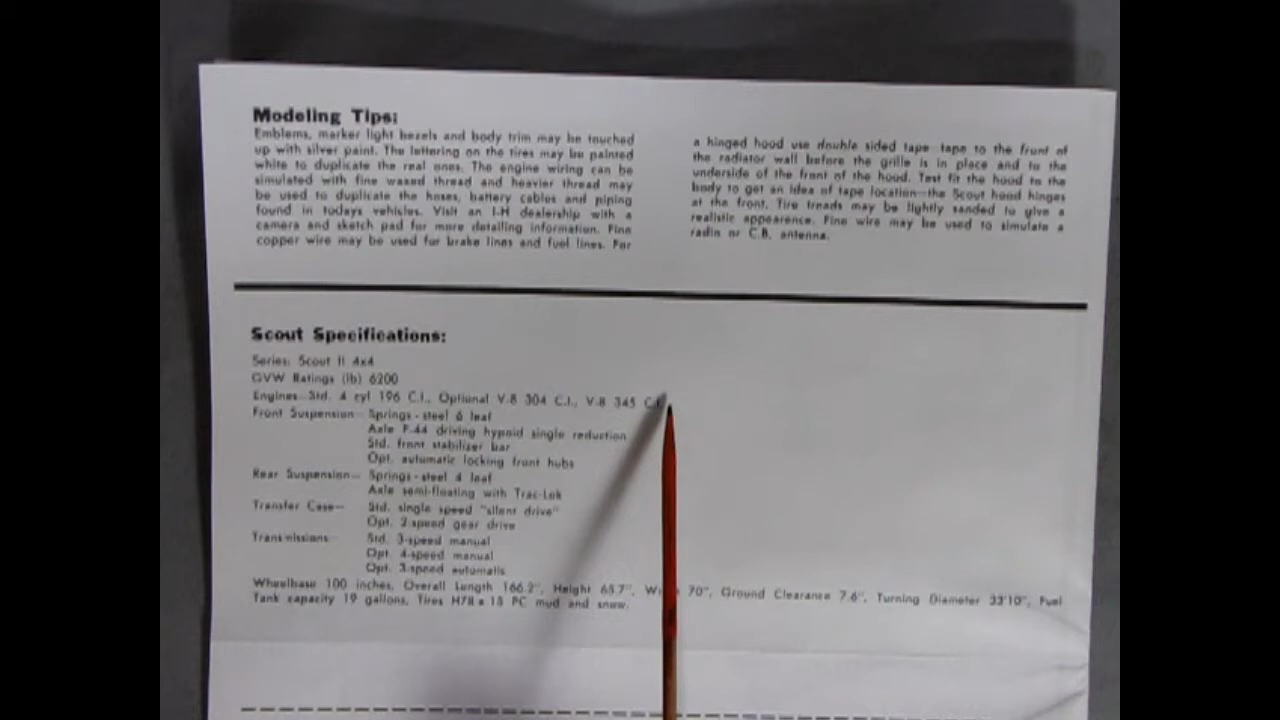 Modeling Tips:
Emblems, marker light bezels and body trim may be touched
up with silver paint. The lettering on the tires may be painted
white to duplicate the real ones. The engine wiring can be
simulated with fine waxed thread and heavier thread may
be used to duplicate the hoses, battery cables and piping
found in todays vehicles. Visit an I-H dealership with a
camera and sketch pad for more detailing information. Fine
copper wire may be used for brake lines and fuel lines. For
a hinged hood use double sided tape tape to the front of
the radiator wall before the grille is in place and to the
underside of the front of the hood. Test fit the hood to the
body to get an idea of tape location—the Scout hood hinges
at the front. Tire treads may be lightly sanded to give a
realistic appearence. Fine wire may be used to simulate a
radio or C.B. antenna.
Scout Specifications:
Series: Scout II 4x4
GVW Ratings (lb) 6200
Engines—Std. 4 cyl 196 C.I., Optional V-8 304 C.I., V-8 345 C.I.
Front Suspension—Springs - steel 6 leaf
Axle F-44 driving hypoid single reduction
Std. front stabilizer bar
Opt. automatic locking front hubs
Rear Suspension—Springs - steel 4 leaf
Axle semi-floating with Trac-Lok
Transfer Case—Std. single speed "silent drive"
Opt. 2-speed gear drive
Transmissions—Std. 3-speed manual
Opt. 4-speed manual
Opt. 3-speed automatis
Wheelbase 100 inches, Overall Length 166.2", Height 65.7", 70", Ground Clearance 7.6", Turning Diameter 33'10", Fuel
Tank capacity 19 gallons, Tires H78 x 15 PC mud and snow.